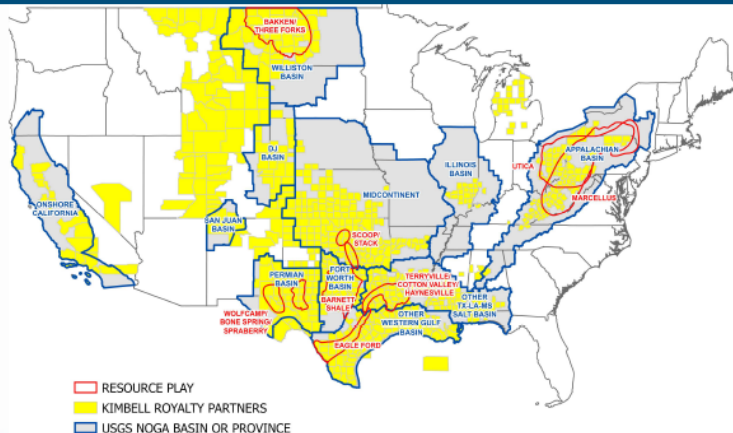 BAKKEN/
THREE FORKS
WILLISTON
BASIN
DJ
BASIN
ILLINOIS
BASIN
UTICA
APPALACHIAN
BASIN
MIDCONTINENT
MARCELLUS
ONSHORE
CALIFORNIA
SAN JUAN
BASIN
SCOOP/
STACK
PERMIAN
BASIN
FORT
WORTH
BASIN
TERRYVILLE/
COTTON VALLEY/
HAYNESVILLE
BARNETT
SHALE
OTHER
TX-LA-MS
SALT BASIN
WOLFCAMP/
BONE SPRING/
SPRABERRY
OTHER
WESTERN GULF
BASIN
EAGLE FORD
RESOURCE PLAY
KIMBELL ROYALTY PARTNERS
USGS NOGA BASIN OR PROVINCE